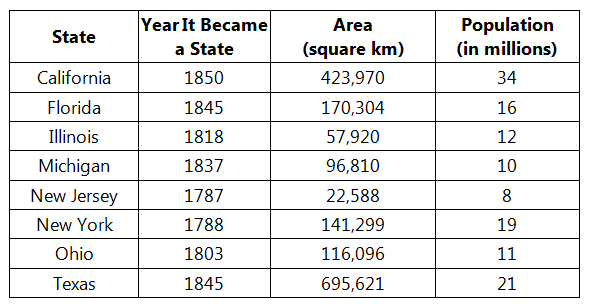 State Year It Became a State Area (square km) Population (in millions)
California 1850 423,970 34
Florida 1845 170,304 16
Illinois 1818 57,920 12
Michigan 1837 96,810 10
New Jersey 1787 22,588 8
New York 1788 141,299 19
Ohio 1803 116,096 11
Texas 1845 695,621 21